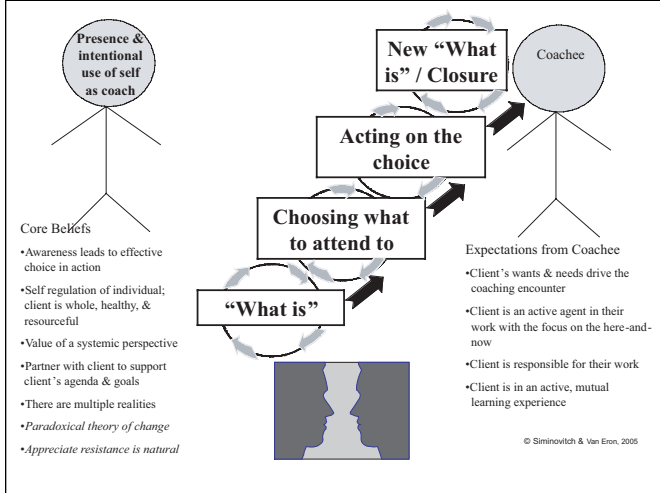 Presence &
intentional
use of self
as coach
New “What
is” / Closure
Coachee
Acting on the
choice
Choosing what
to attend to
“What is”
Core Beliefs
•Awareness leads to effective
choice in action
•Self regulation of individual;
client is whole, healthy, &
resourceful
•Value of a systemic perspective
•Partner with client to support
client’s agenda & goals
•There are multiple realities
•Paradoxical theory of change
•Appreciate resistance is natural
Expectations from Coachee
•Client’s wants & needs drive the
coaching encounter
•Client is an active agent in their
work with the focus on the here-and-
now
•Client is responsible for their work
•Client is in an active, mutual
learning experience
© Siminovitch & Van Eron, 2005